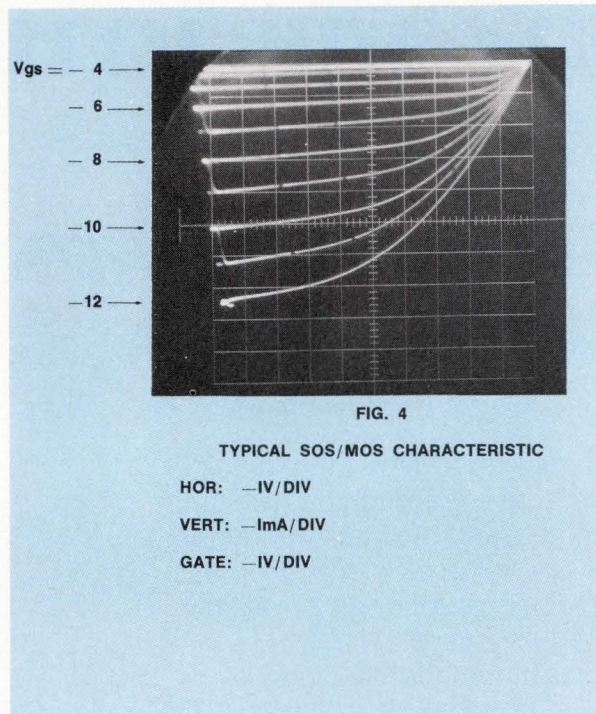 Vgs = — 4
— 6
— 8
— 10
— 12
FIG. 4
TYPICAL SOS/MOS CHARACTERISTIC
HOR: —IV/DIV
VERT: —ImA/DIV
GATE: —IV/DIV